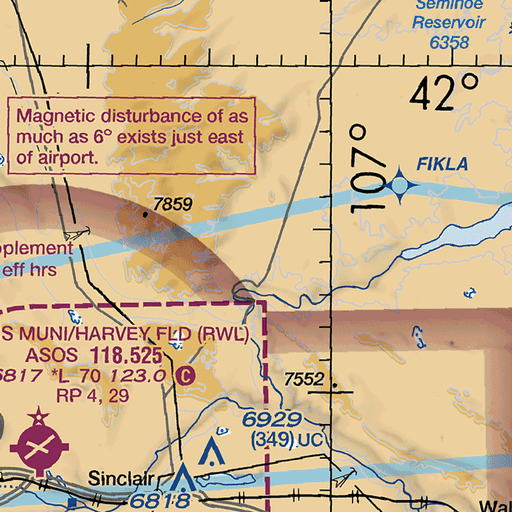 Seminoe
Reservoir
6358
42°
107°
Magnetic disturbance of as
much as 6° exists just east
of airport.
FIKLA
7859
eff hrs
S MUNI/HARVEY FLD (RWL)
ASOS 118.525
6817 *L 70 123.0 C
RP 4, 29
7552
6929
(349) UC
Sinclair
6818